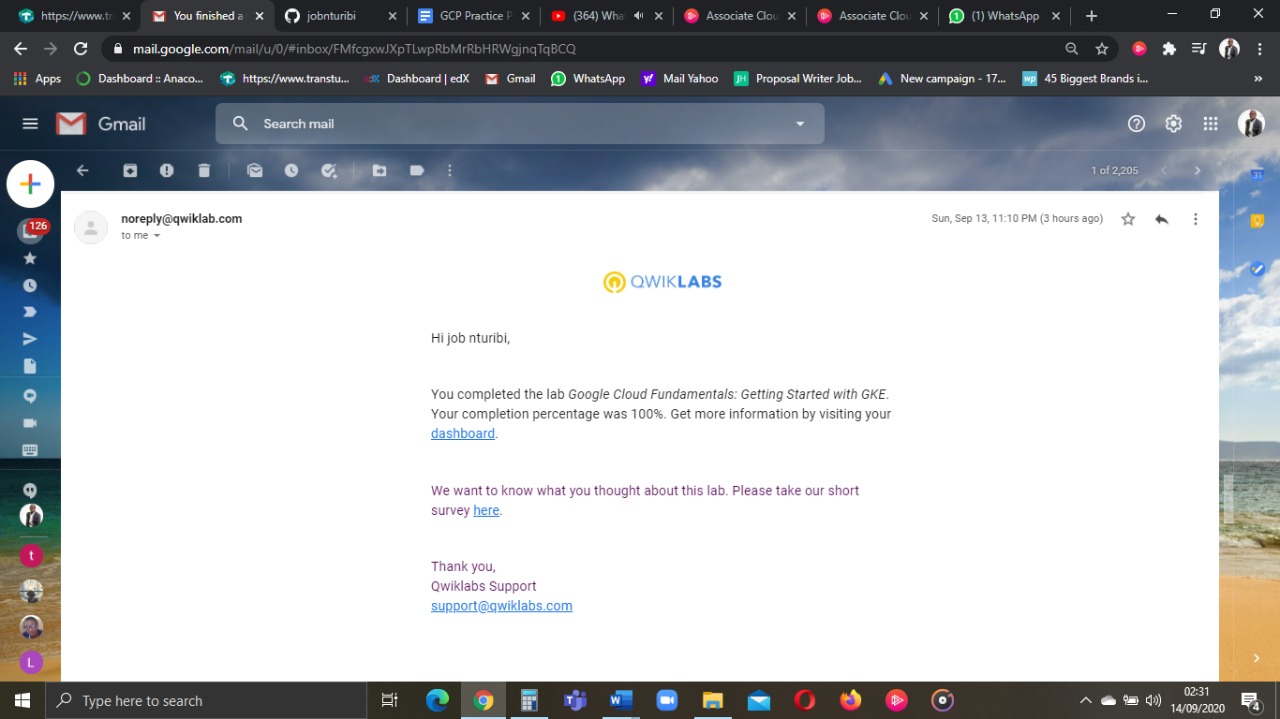 https://www.tr
You finished a
jobnturibi
GCP Practice P
(364) Wha
Associate Clou
Associate Clou
(1) WhatsApp
mail.google.com/mail/u/0/#inbox/FMfcgxwJXpTLwpRbMrRbHRWgjnqTqBCQ
Apps
Dashboard :: Anaco...
https://www.transtu...
edX Dashboard | edX
Gmail
WhatsApp
Mail Yahoo
JH Proposal Writer Job...
New campaign - 17...
wp 45 Biggest Brands i...
»
Gmail
Search mail
1 of 2,205
31
126
noreply@qwiklab.com
Sun, Sep 13, 11:10 PM (3 hours ago)
to me
QWIKLABS
Hi job nturibi,
You completed the lab Google Cloud Fundamentals: Getting Started with GKE.
Your completion percentage was 100%. Get more information by visiting your
dashboard.
We want to know what you thought about this lab. Please take our short
survey here.
Thank you,
Qwiklabs Support
support@qwiklabs.com
t
L
Type here to search
02:31
14/09/2020
4